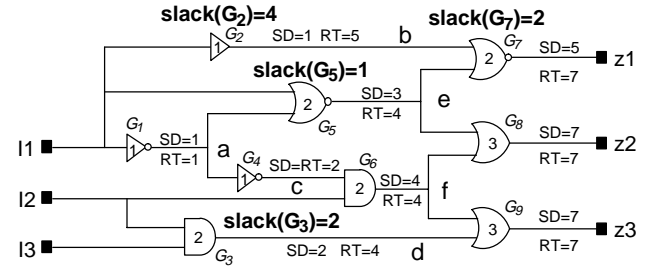 slack(G2)=4
slack(G7)=2
1
G2
SD=1 RT=5
b
G7
2
SD=5
RT=7
z1
slack(G5)=1
2
G5
SD=3
RT=4
e
I1
G1
1
SD=1
RT=1
a
G4
1
SD=RT=2
c
G6
2
SD=4
RT=4
f
G8
3
SD=7
RT=7
z2
I2
I3
slack(G3)=2
2
G3
SD=2 RT=4
d
G9
3
SD=7
RT=7
z3